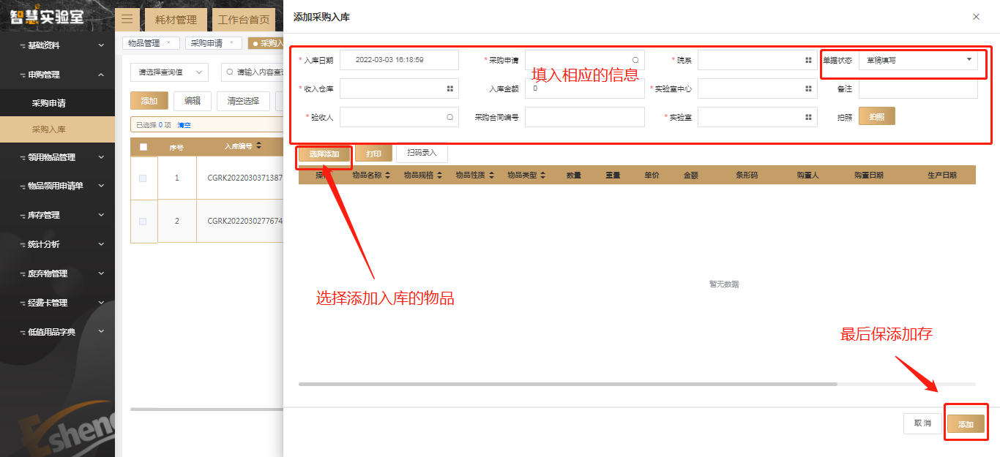 智慧实验室
耗材管理
工作台首页
添加采购入库
基础资料
申购管理
采购申请
采购入库
领用物品管理
物品领用申请单
库存管理
统计分析
废弃物管理
经费卡管理
低值用品字典
Esheng
物品管理 ×
采购申请 ×
采购入
请选择查询值
请输入内容查询
添加
编辑
清空选择
已选择 0 项 清空
序号 入库编号
1 CGRK2022030371387
2 CGRK2022030277674
* 入库日期 2022-03-03 16:18:59 * 采购申请 * 院系 单据状态 草稿填写
填入相应的信息
* 收入仓库 入库金额 0 * 实验室中心 备注
* 验收人 采购合同编号 * 实验室 拍照 拍照
选择添加 打印 扫码录入
物品名称 物品规格 物品性质 物品类型 数量 重量 单价 金额 条形码 购置人 购置日期 生产日期
暂无数据
选择添加入库的物品
最后保添加存
取 消 添加